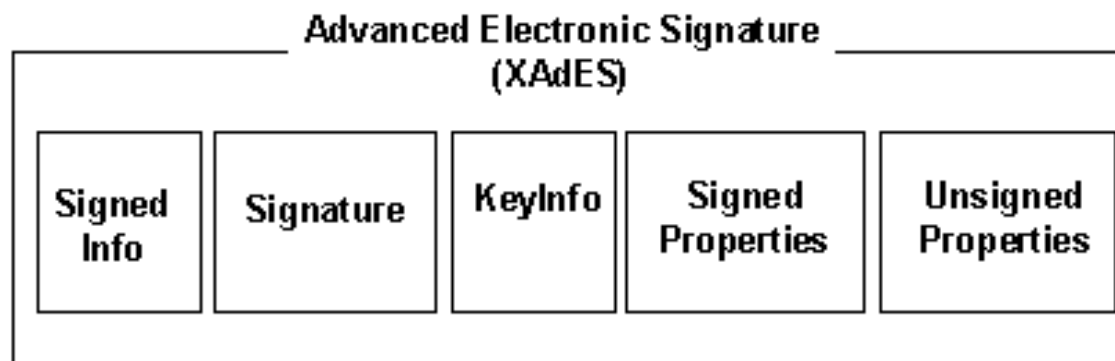 Advanced Electronic Signature
(XAdES)
Signed
Info
Signature
KeyInfo
Signed
Properties
Unsigned
Properties